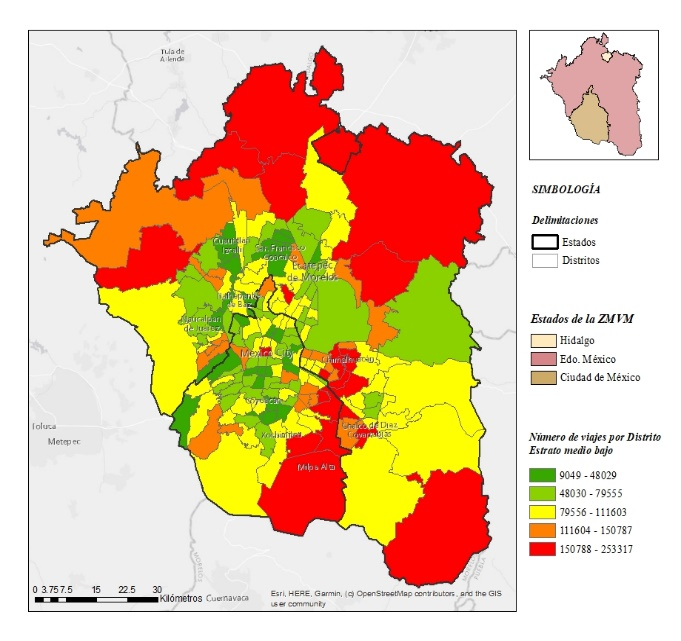 Tula de
Allende
Cuautitlán
Izcalli
San Francisco
Coacalco
Ecatepec
de Morelos
Tlalnepantla
de Baz
Naucalpan
de Juárez
Mexico City
Chimalhuacán
Coyoacan
Xochimilco
Valle de Diaz
Covarrubias
Milpa Alta
Toluca
Metepec
Cuernavaca
0 3.75 7.5 15 22.5 30
Kilómetros
Esri, HERE, Garmin, (c) OpenStreetMap contributors, and the GIS
user community
SIMBOLOGÍA
Delimitaciones
Estados
Distritos
Estados de la ZMVM
Hidalgo
Edo. México
Ciudad de México
Número de viajes por Distrito
Estrato medio bajo
9049 - 48029
48030 - 79555
79556 - 111603
111604 - 150787
150788 - 253317